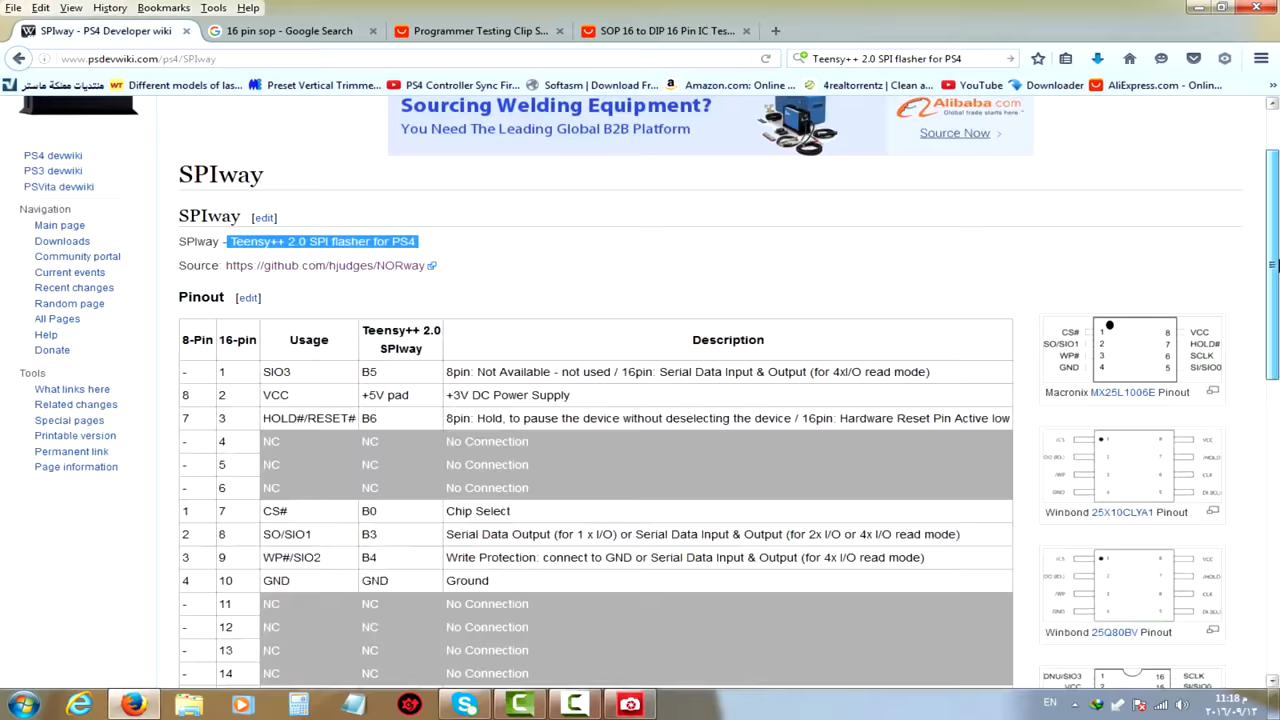 File Edit View History Bookmarks Tools Help
SPIway - PS4 Developer wiki
16 pin sop - Google Search
Programmer Testing Clip S...
SOP 16 to DIP 16 Pin IC Tes...
www.psdevwiki.com/ps4/SPIway
Teensy++ 2.0 SPI flasher for PS4
منتديات مملكة ماستر
Different models of las...
Preset Vertical Trimme...
PS4 Controller Sync Fir...
Softasm | Download Fr...
Amazon.com: Online ...
4realtorrentz | Clean a...
YouTube
Downloader
AliExpress.com - Onlin...
Sourcing Welding Equipment?
You Need The Leading Global B2B Platform
Alibaba.com
Source Now
PS4 devwiki
PS3 devwiki
PSVita devwiki
Navigation
Main page
Downloads
Community portal
Current events
Recent changes
Random page
All Pages
Help
Donate
Tools
What links here
Related changes
Special pages
Printable version
Permanent link
Page information
SPIway
SPIway [edit]
SPIway - Teensy++ 2.0 SPI flasher for PS4
Source: https://github.com/hjudges/NORway
Pinout [edit]
8-Pin 16-pin Usage Teensy++ 2.0 SPIway Description
- 1 SIO3 B5 8pin: Not Available - not used / 16pin: Serial Data Input & Output (for 4xI/O read mode)
8 2 VCC +5V pad +3V DC Power Supply
7 3 HOLD#/RESET# B6 8pin: Hold, to pause the device without deselecting the device / 16pin: Hardware Reset Pin Active low
- 4 NC NC No Connection
- 5 NC NC No Connection
- 6 NC NC No Connection
1 7 CS# B0 Chip Select
2 8 SO/SIO1 B3 Serial Data Output (for 1 x I/O) or Serial Data Input & Output (for 2x I/O or 4x I/O read mode)
3 9 WP#/SIO2 B4 Write Protection: connect to GND or Serial Data Input & Output (for 4x I/O read mode)
4 10 GND GND Ground
- 11 NC NC No Connection
- 12 NC NC No Connection
- 13 NC NC No Connection
- 14 NC NC No Connection
CS# 1 8 VCC
SO/SIO1 2 7 HOLD#
WP# 3 6 SCLK
GND 4 5 SI/SIO0
Macronix MX25L1006E Pinout
Winbond 25X10CLYA1 Pinout
Winbond 25Q80BV Pinout
DNU/SIO3 1 16 SCLK
EN
م 11:18
٢٠١٦/٠٩/١٣